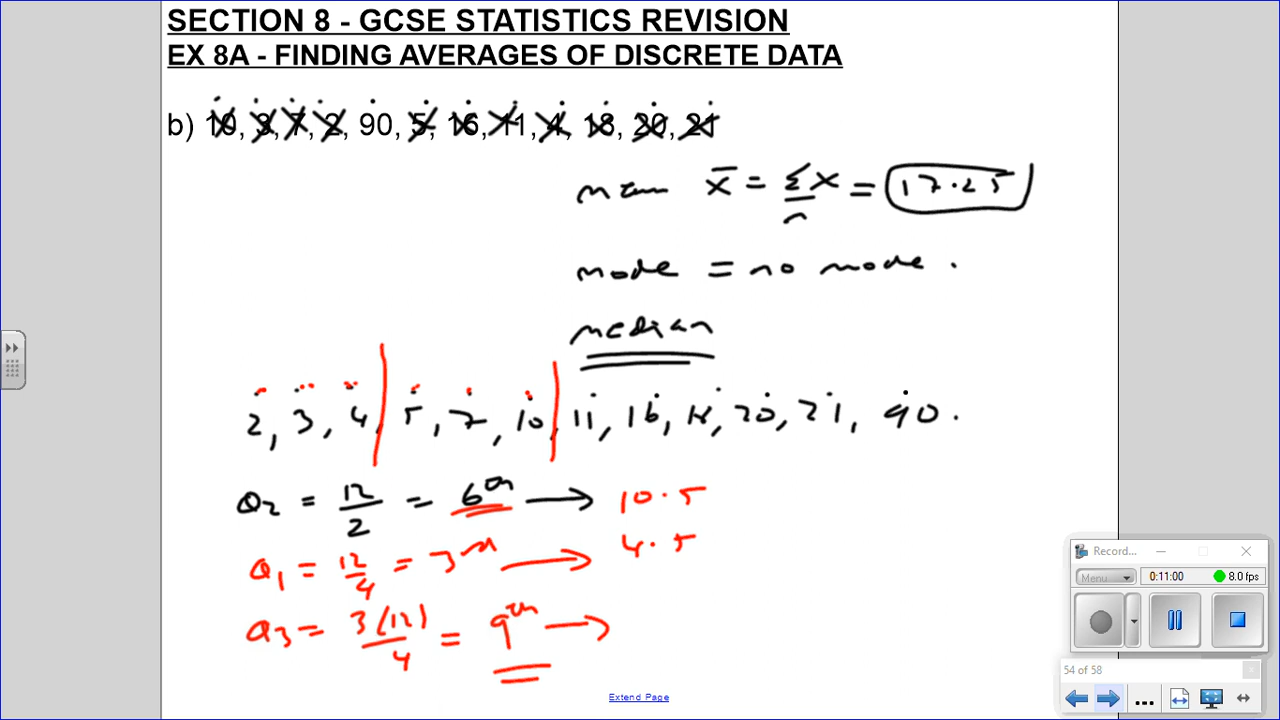 SECTION 8 - GCSE STATISTICS REVISION
EX 8A - FINDING AVERAGES OF DISCRETE DATA
b) 10, 3, 7, 2, 90, 5, 16, 11, 4, 18, 20, 21
mean x̄ = Σx/n = 17.25
mode = no mode.
median
2, 3, 4, 5, 7, 10, 11, 16, 18, 20, 21, 90.
Q2 = 12/2 = 6th → 10.5
Q1 = 12/4 = 3rd → 4.5
Q3 = 3(12)/4 = 9th →
Extend Page
Record...
Menu
0:11:00
8.0 fps
54 of 58